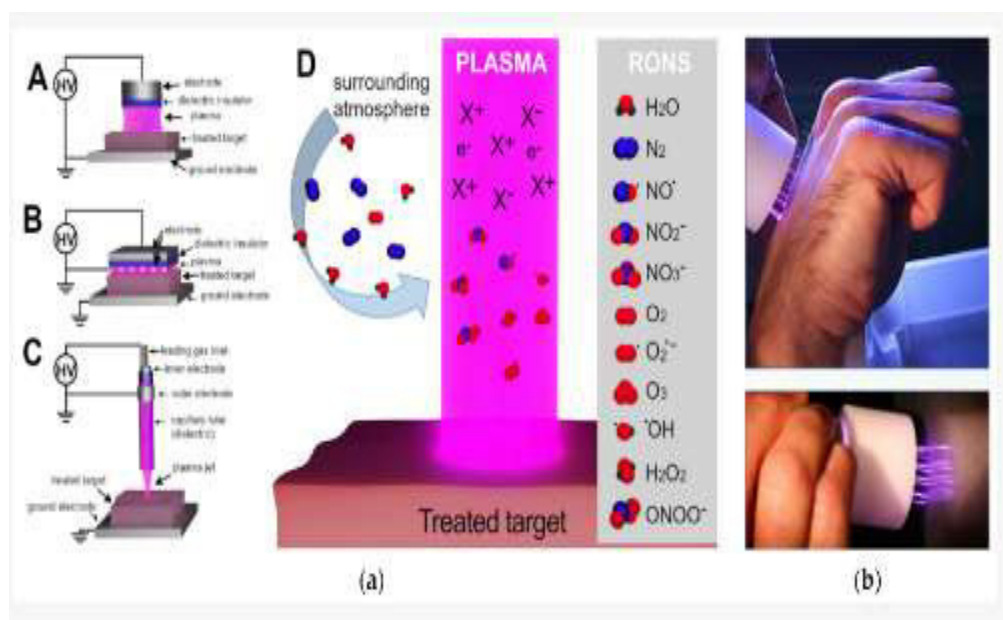 A
HV
electrode
dielectric insulator
plasma
treated target
ground electrode
B
HV
electrode
dielectric insulator
plasma
treated target
ground electrode
C
HV
feeding gas inlet
inner electrode
outer electrode
capillary tube
(dielectric)
plasma jet
treated target
ground electrode
D
surrounding
atmosphere
PLASMA
X+ X-
e- X+ e-
X+ X- X+
Treated target
RONS
H2O
N2
NO•
NO2-
NO3-
O2
O2•-
O3
•OH
H2O2
ONOO-
(a)
(b)